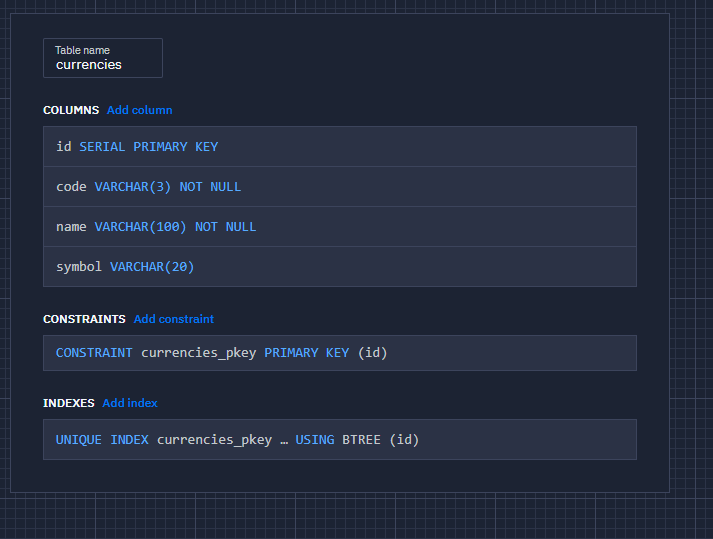 Table name
currencies
COLUMNS Add column
id SERIAL PRIMARY KEY
code VARCHAR(3) NOT NULL
name VARCHAR(100) NOT NULL
symbol VARCHAR(20)
CONSTRAINTS Add constraint
CONSTRAINT currencies_pkey PRIMARY KEY (id)
INDEXES Add index
UNIQUE INDEX currencies_pkey … USING BTREE (id)